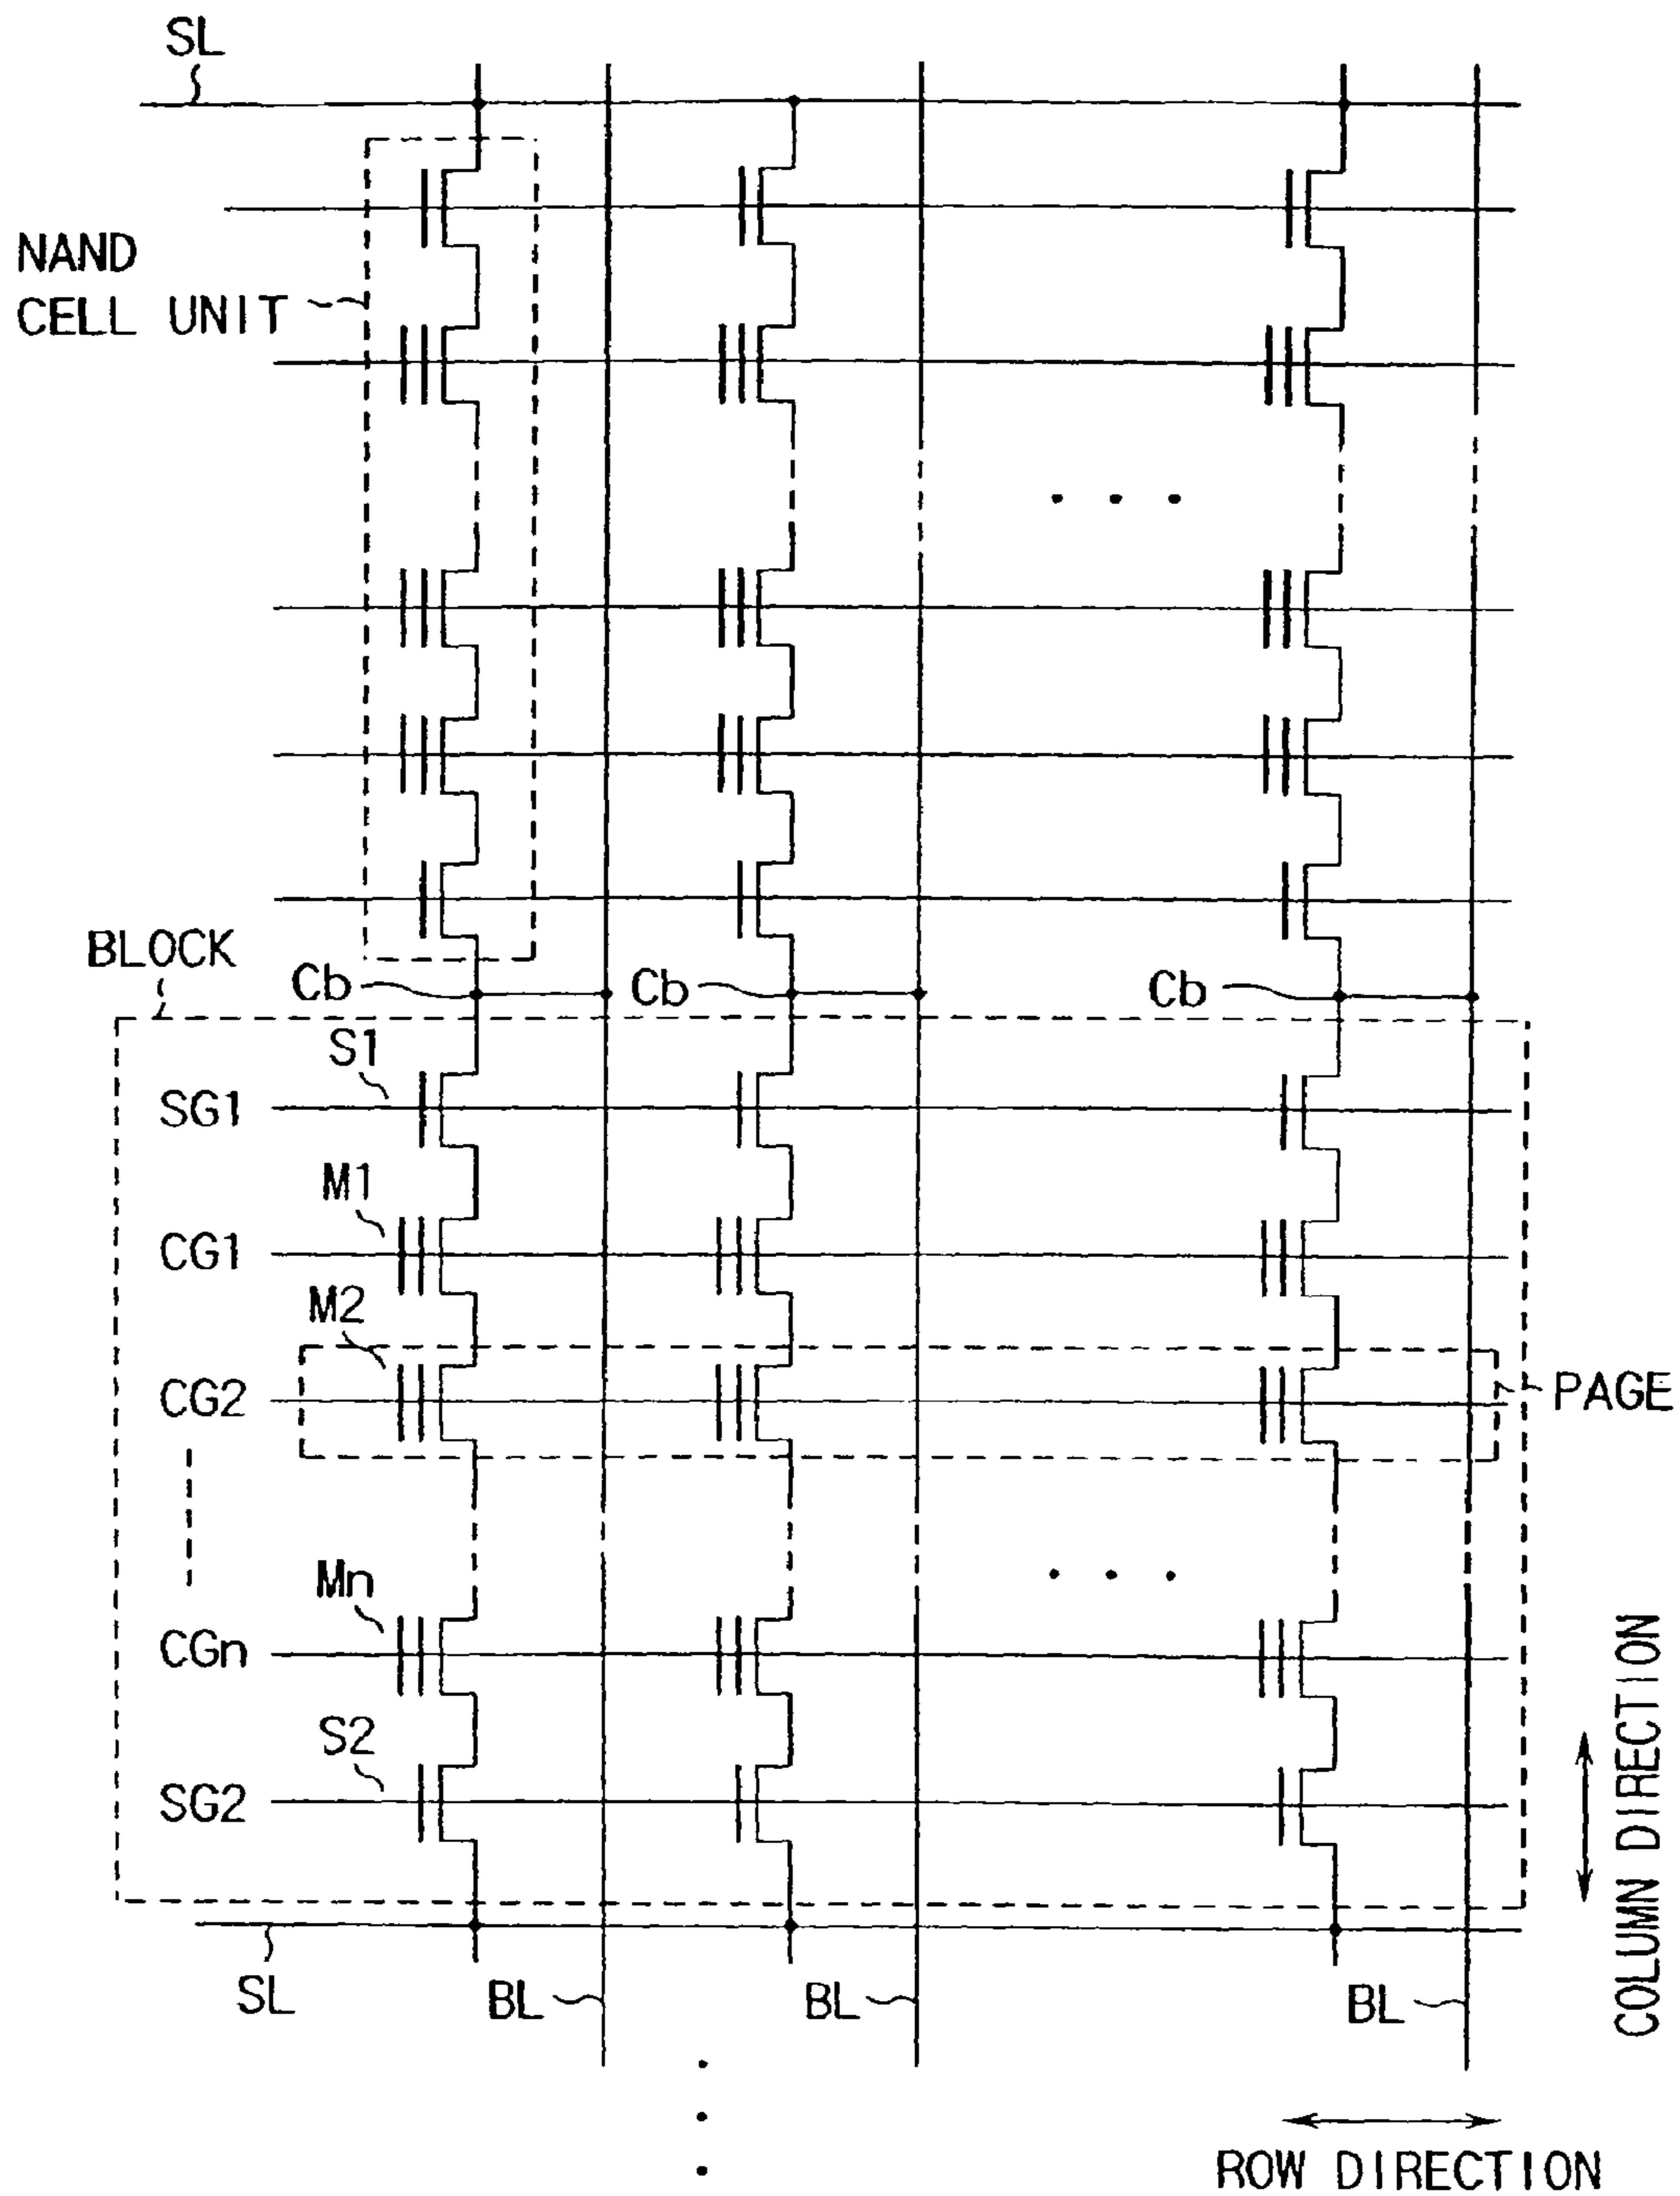 SL
NAND
CELL UNIT
BLOCK
Cb
Cb
Cb
S1
SG1
M1
CG1
M2
CG2
PAGE
Mn
CGn
S2
SG2
COLUMN DIRECTION
SL
BL
BL
BL
ROW DIRECTION